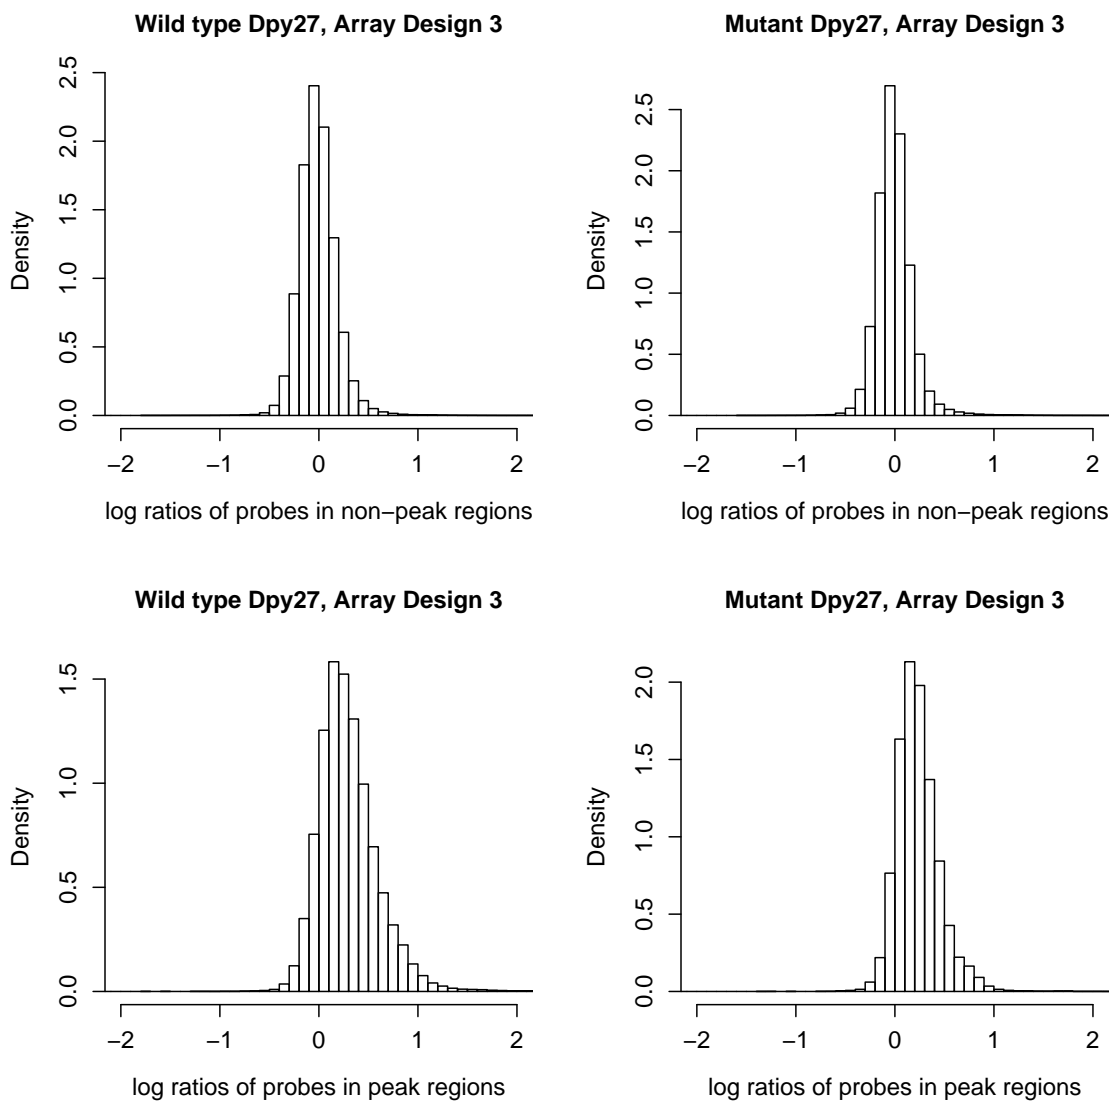 Wild type Dpy27, Array Design 3
Density
0.0 0.5 1.0 1.5 2.0 2.5
−2 −1 0 1 2
log ratios of probes in non−peak regions
Mutant Dpy27, Array Design 3
Density
0.0 0.5 1.0 1.5 2.0 2.5
−2 −1 0 1 2
log ratios of probes in non−peak regions
Wild type Dpy27, Array Design 3
Density
0.0 0.5 1.0 1.5
−2 −1 0 1 2
log ratios of probes in peak regions
Mutant Dpy27, Array Design 3
Density
0.0 0.5 1.0 1.5 2.0
−2 −1 0 1 2
log ratios of probes in peak regions